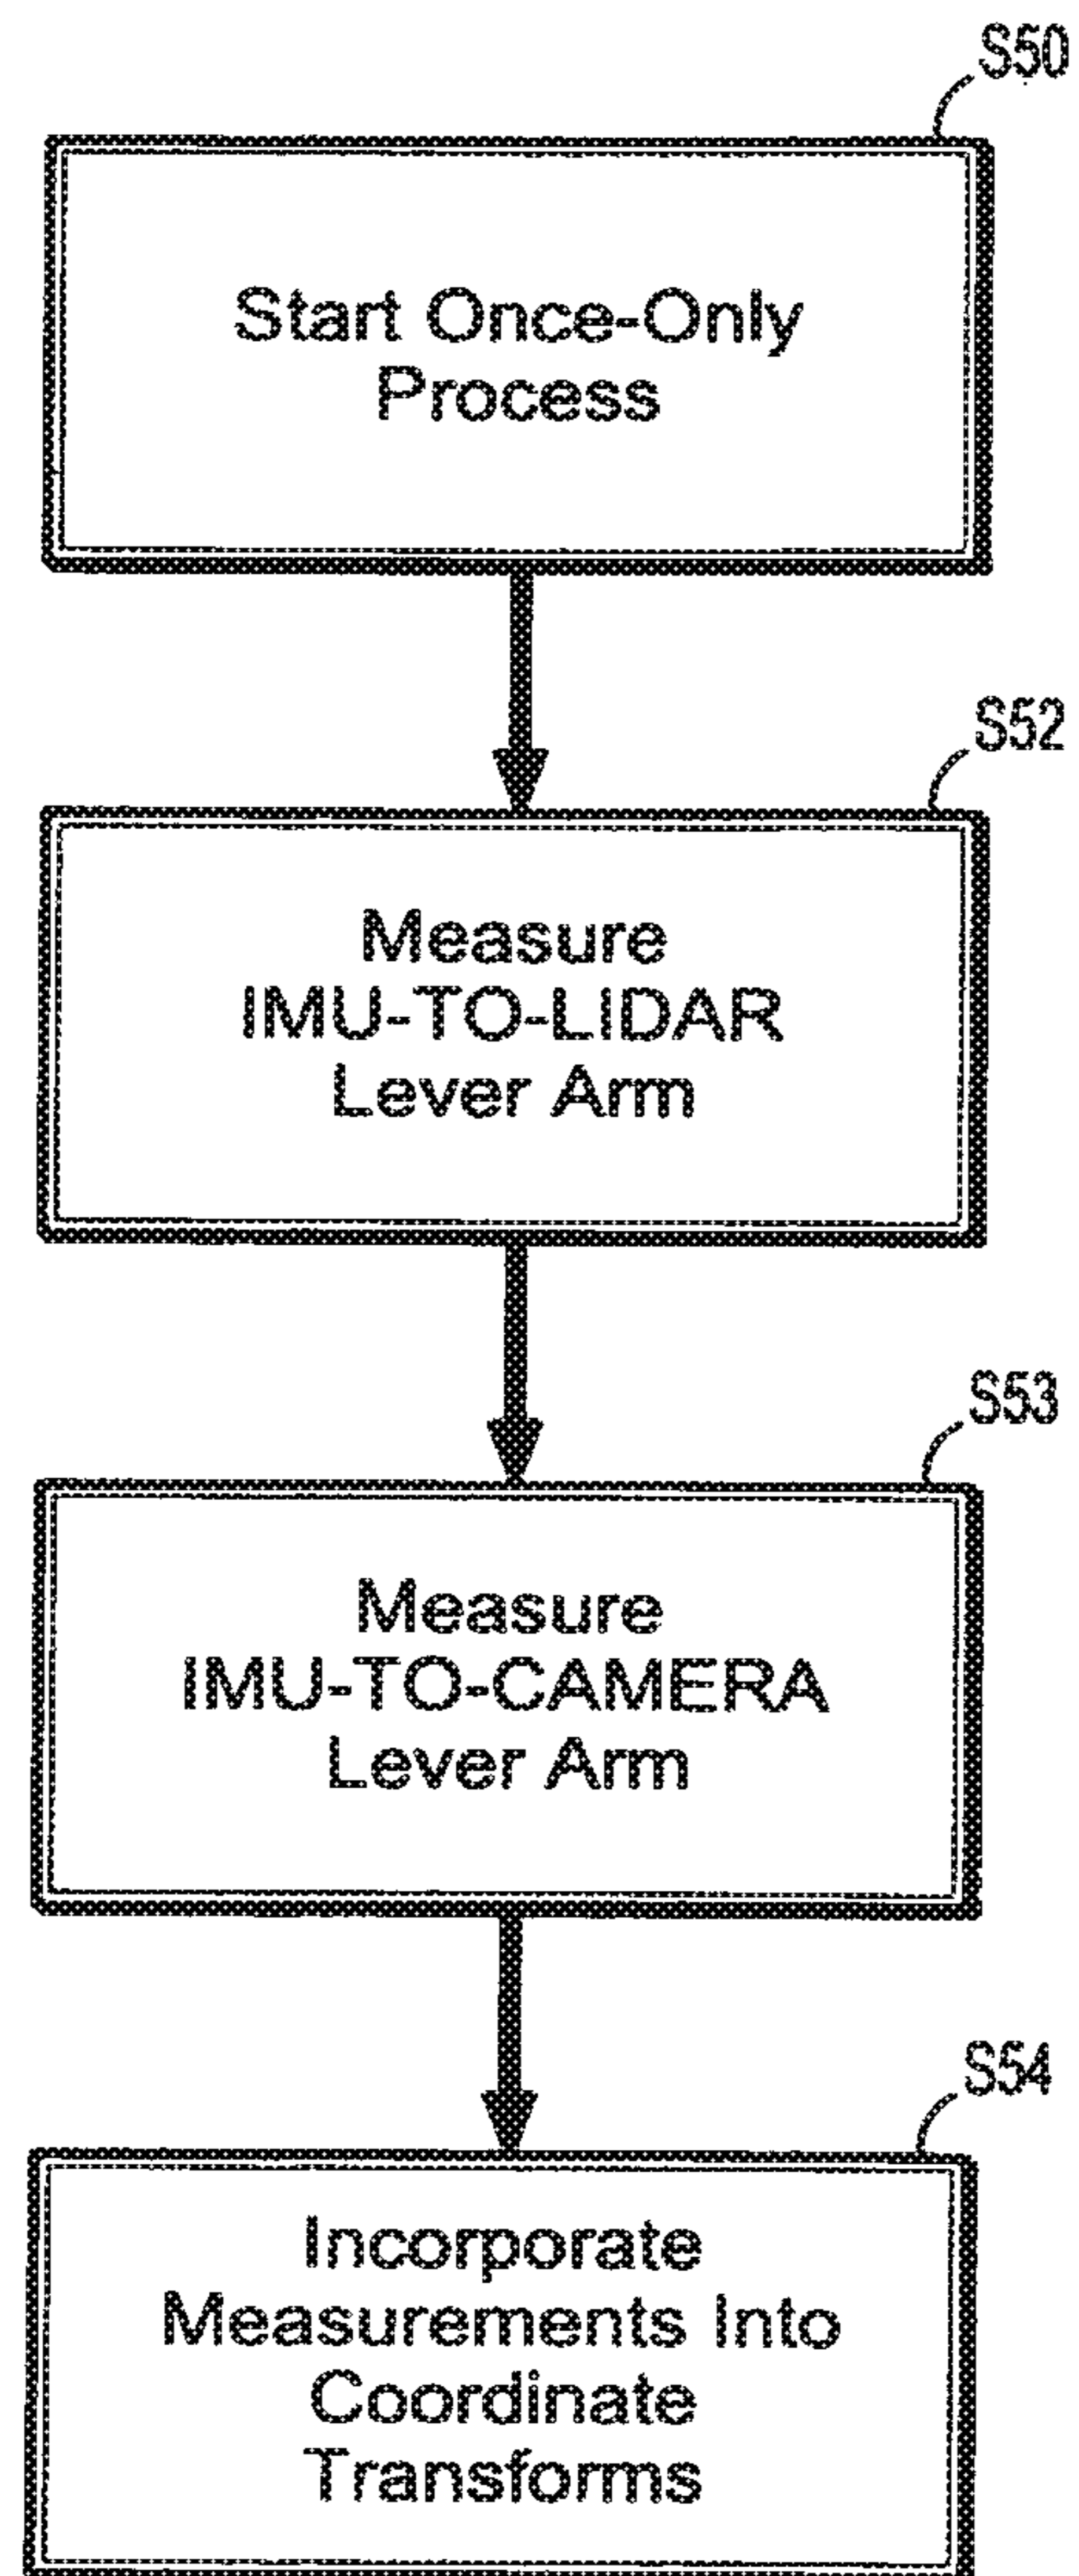 S50
Start Once-Only
Process
S52
Measure
IMU-TO-LIDAR
Lever Arm
S53
Measure
IMU-TO-CAMERA
Lever Arm
S54
Incorporate
Measurements Into
Coordinate
Transforms